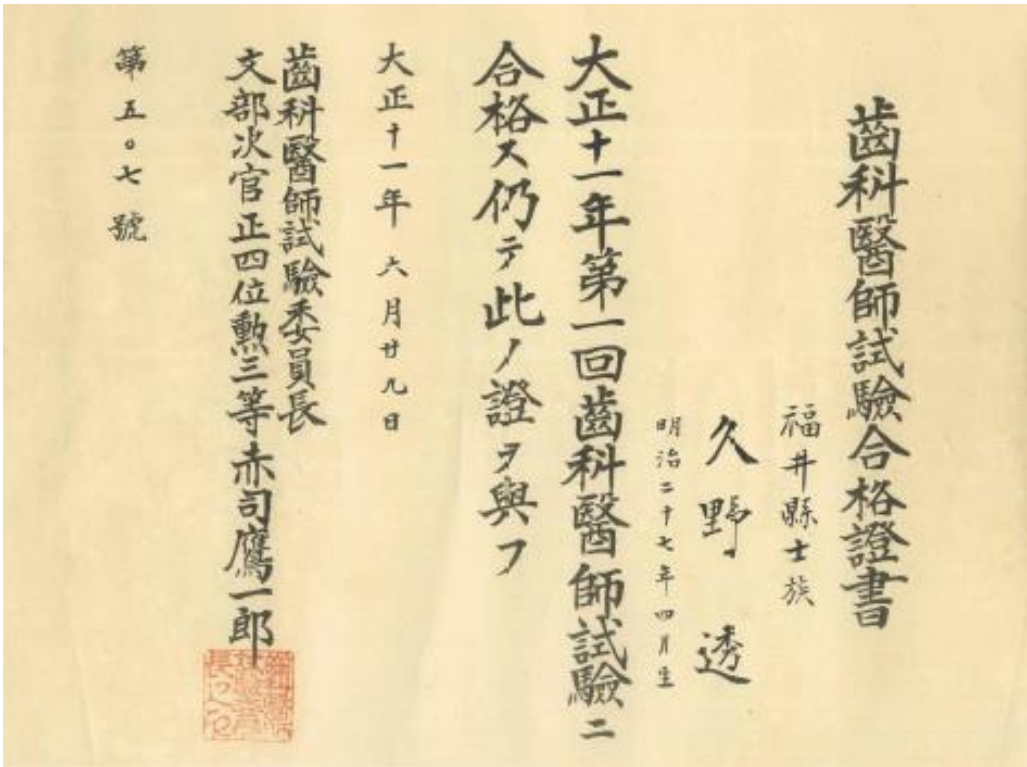 齒科醫師試驗合格證書
福井縣士族
久野透
明治二十七年四月生
大正十一年第一回齒科醫師試驗ニ
合格ス仍テ此ノ證ヲ與フ
大正十一年六月廿九日
齒科醫師試驗委員長
文部次官正四位勲三等赤司鷹一郎
第五〇七號